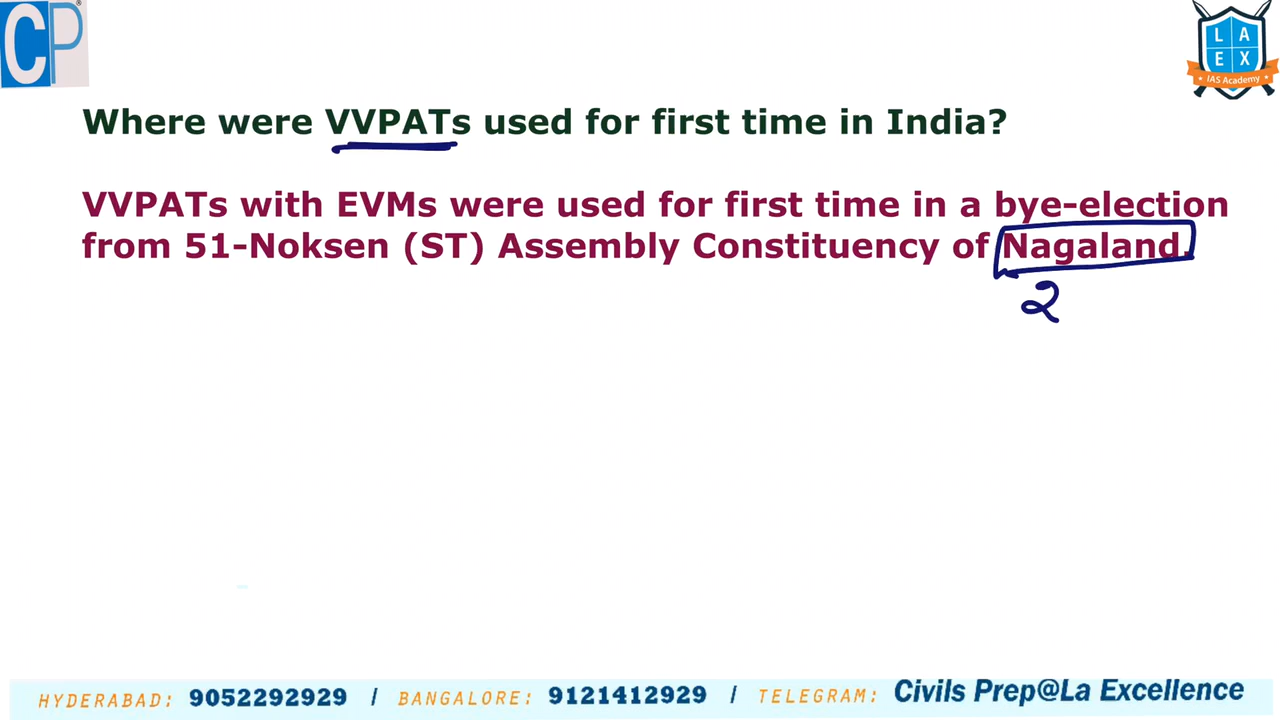 CP
L A
E X
IAS Academy
Where were VVPATs used for first time in India?
VVPATs with EVMs were used for first time in a bye-election
from 51-Noksen (ST) Assembly Constituency of Nagaland.
2
HYDERABAD: 9052292929 / BANGALORE: 9121412929 / TELEGRAM: Civils Prep@La Excellence